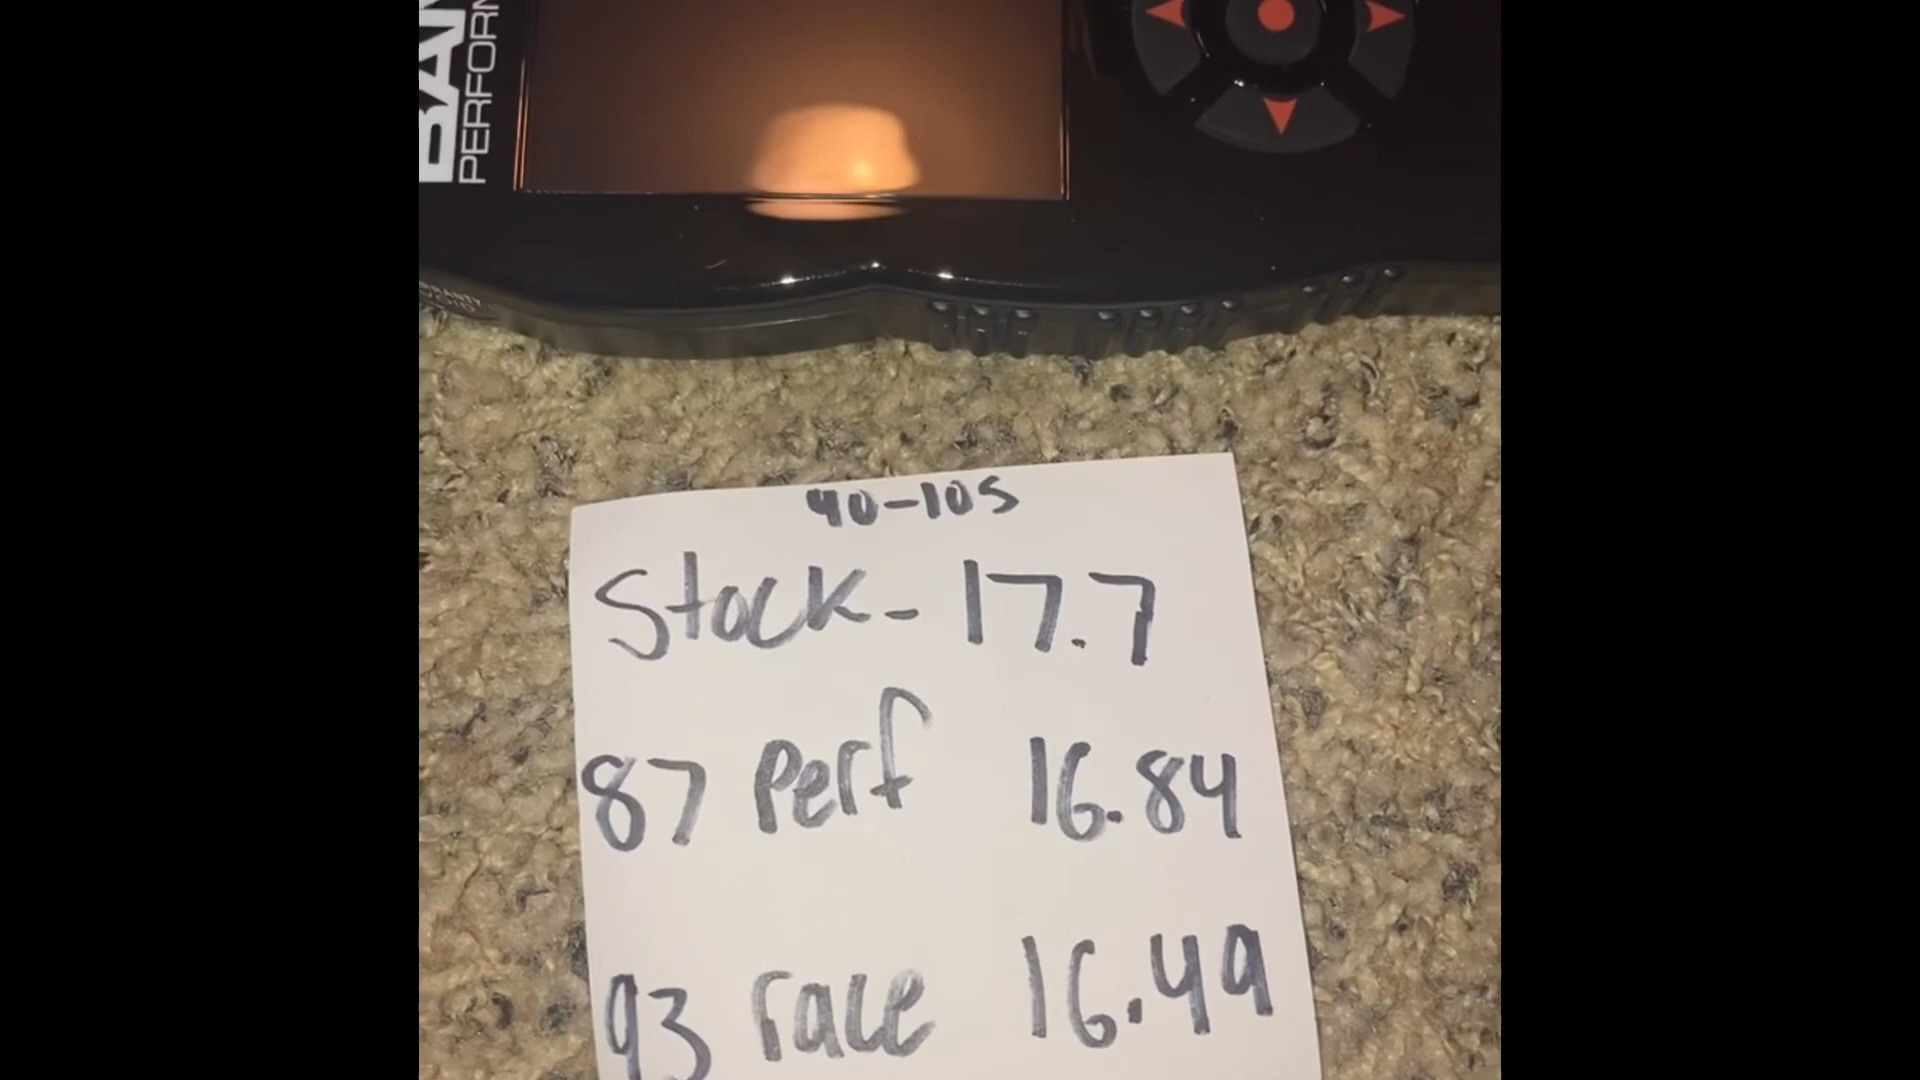 PERFORM
40-105
Stock- 17.7
87 Perf 16.84
93 race 16.49